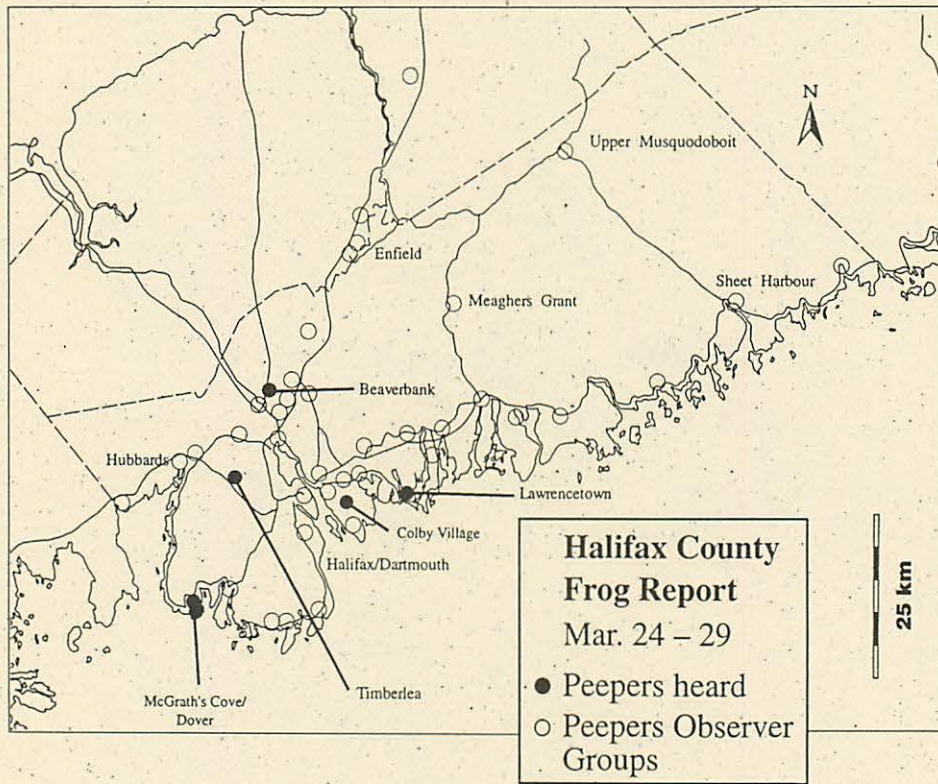 N
Upper Musquodoboit
Enfield
Sheet Harbour
Meaghers Grant
Beaverbank
Hubbards
Lawrencetown
Colby Village
Halifax/Dartmouth
McGrath's Cove/
Dover
Timberlea
Halifax County
Frog Report
Mar. 24 – 29
Peepers heard
Peepers Observer
Groups
25 km